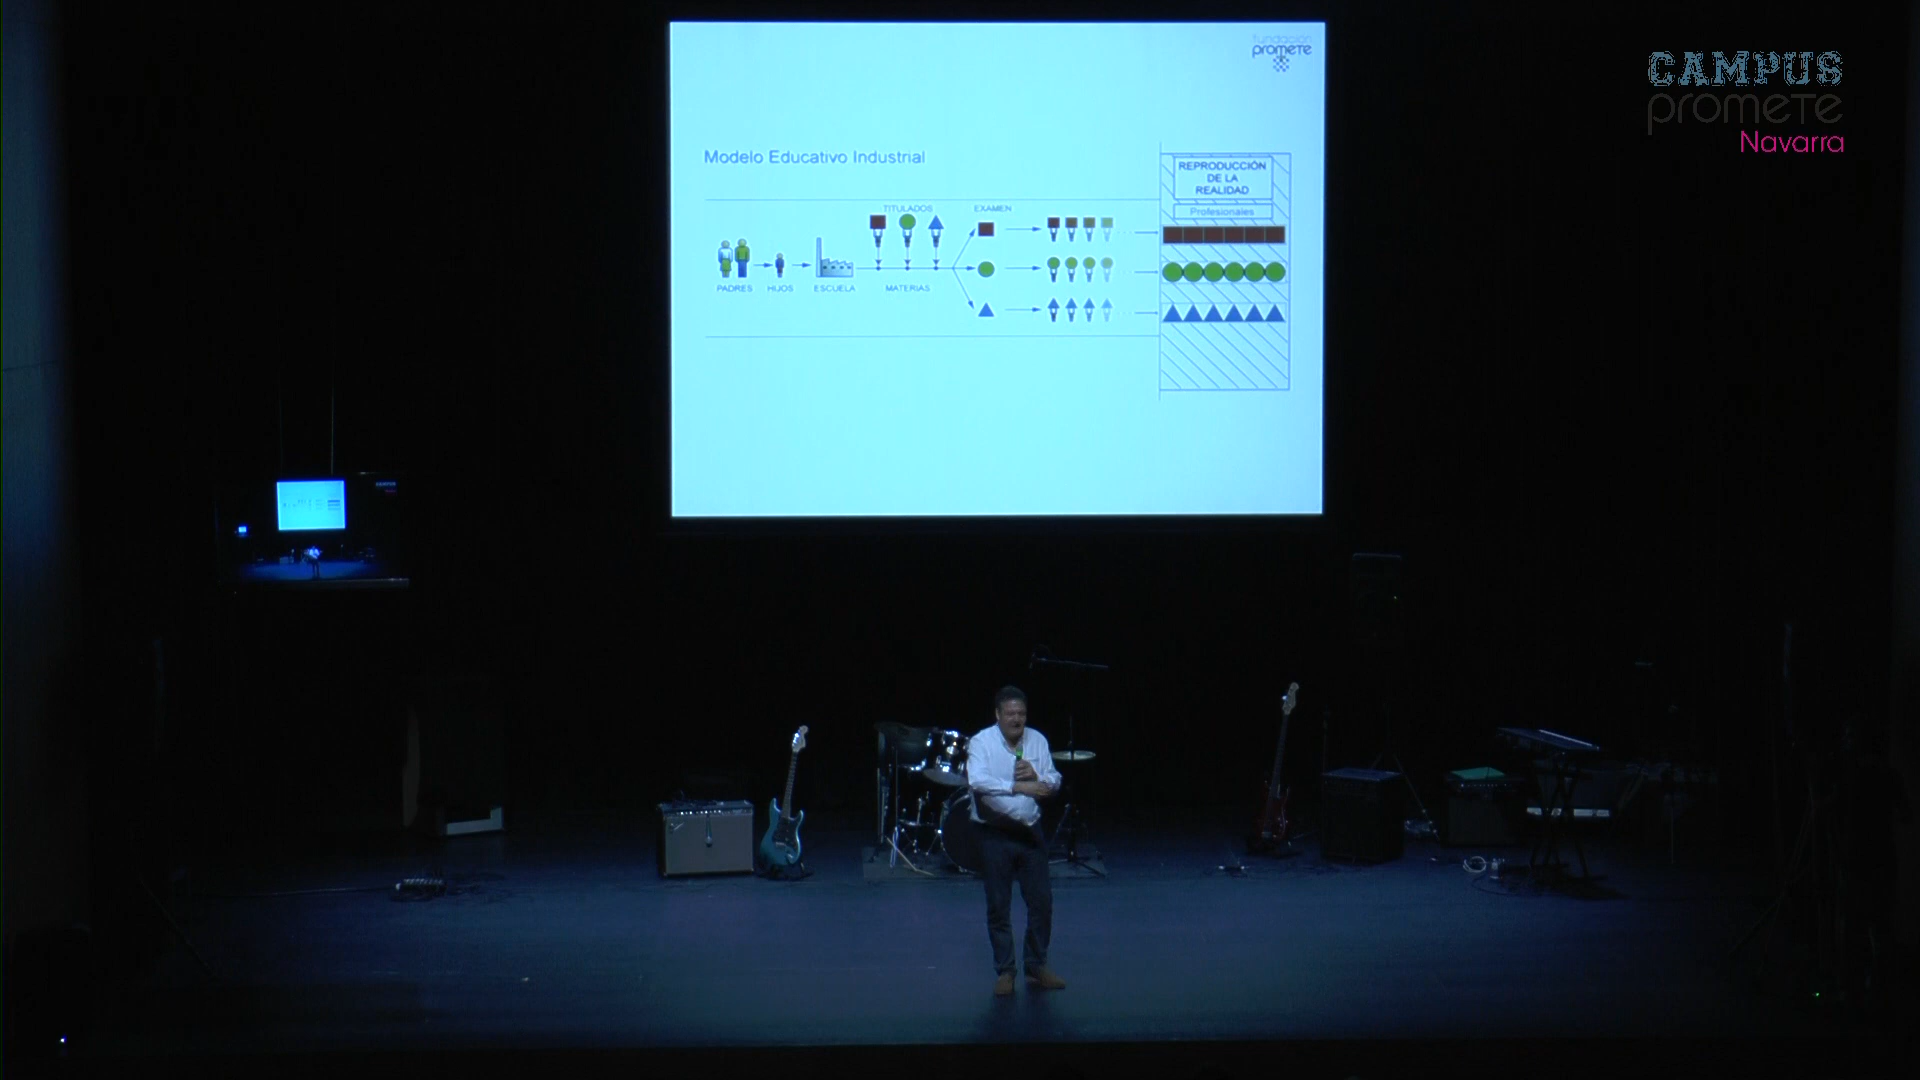 fundación
promete
CAMPUS
promete
Navarra
Modelo Educativo Industrial
REPRODUCCIÓN
DE LA
REALIDAD
Profesionales
TITULADOS
EXAMEN
PADRES
HIJOS
ESCUELA
MATERIAS